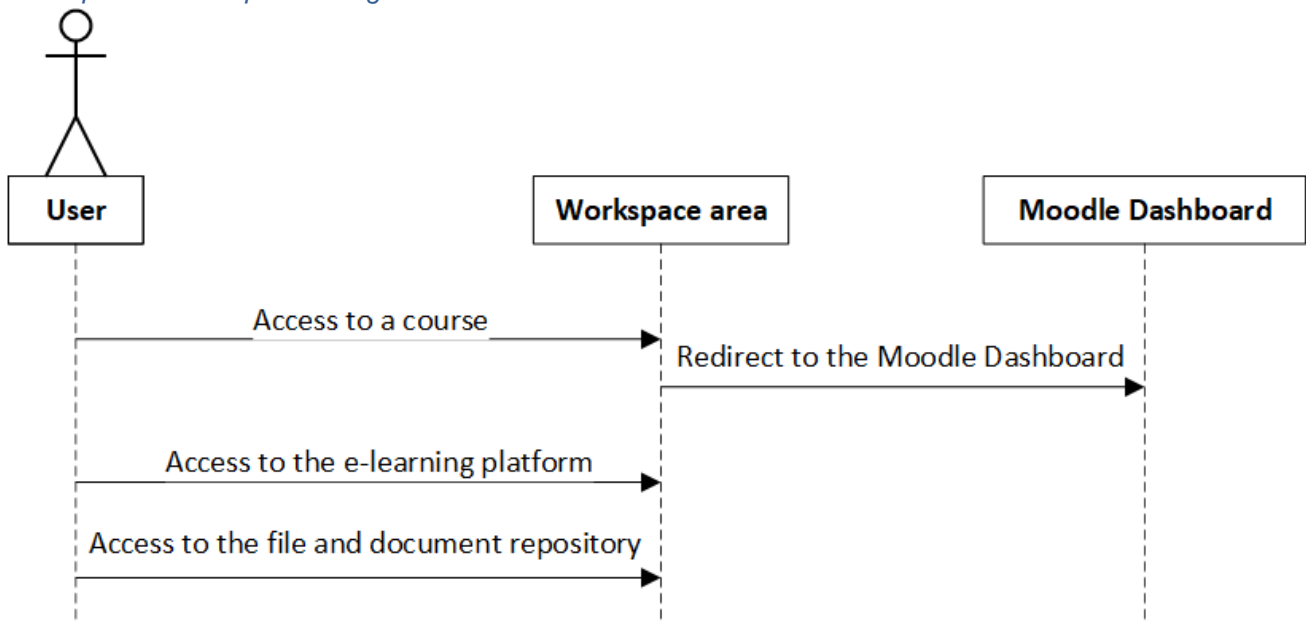 User
Workspace area
Moodle Dashboard
Access to a course
Redirect to the Moodle Dashboard
Access to the e-learning platform
Access to the file and document repository